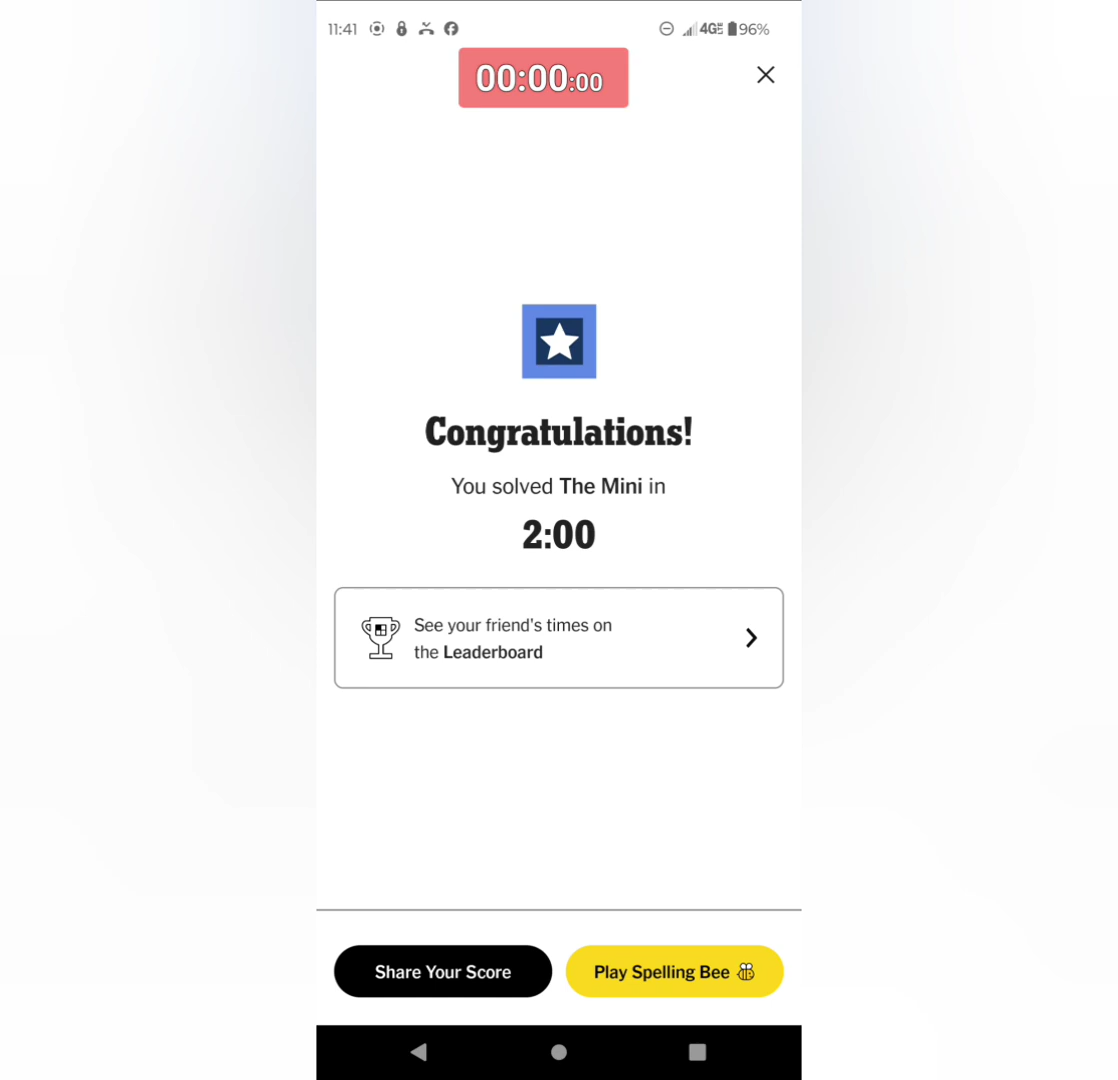 11:41 4G 96%
00:00:00
Congratulations!
You solved The Mini in
2:00
See your friend's times on
the Leaderboard
Share Your Score Play Spelling Bee